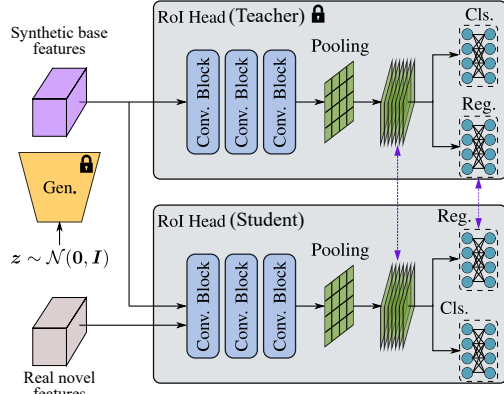 RoI Head (Teacher)
Cls.
Synthetic base
features
Pooling
Conv. Block
Conv. Block
Conv. Block
Reg.
Gen.
RoI Head (Student)
Reg.
z ∼ 𝒩(0, I)
Pooling
Conv. Block
Conv. Block
Conv. Block
Cls.
Real novel
features